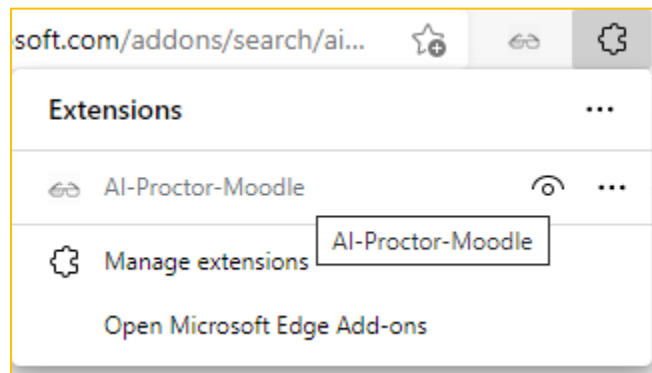 soft.com/addons/search/ai...
Extensions
AI-Proctor-Moodle
AI-Proctor-Moodle
Manage extensions
Open Microsoft Edge Add-ons